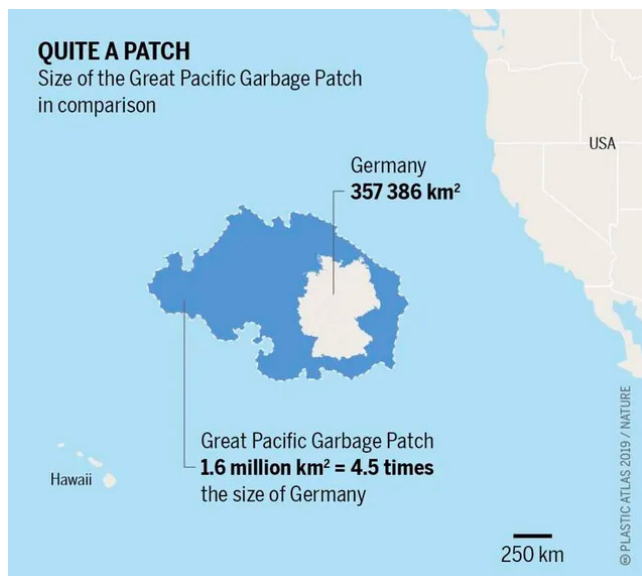 QUITE A PATCH
Size of the Great Pacific Garbage Patch
in comparison
USA
Germany
357 386 km²
Great Pacific Garbage Patch
1.6 million km² = 4.5 times
the size of Germany
Hawaii
250 km
PLASTIC ATLAS 2019 / NATURE